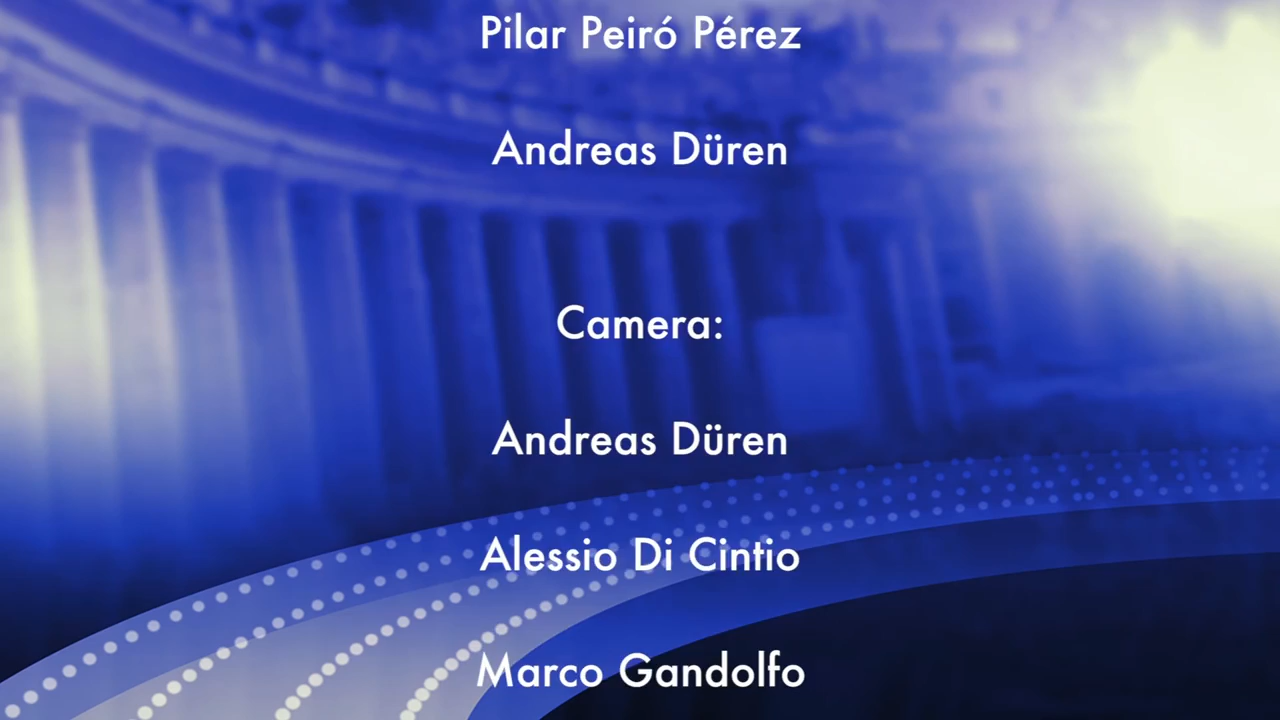 Pilar Peiró Pérez
Andreas Düren
Camera:
Andreas Düren
Alessio Di Cintio
Marco Gandolfo